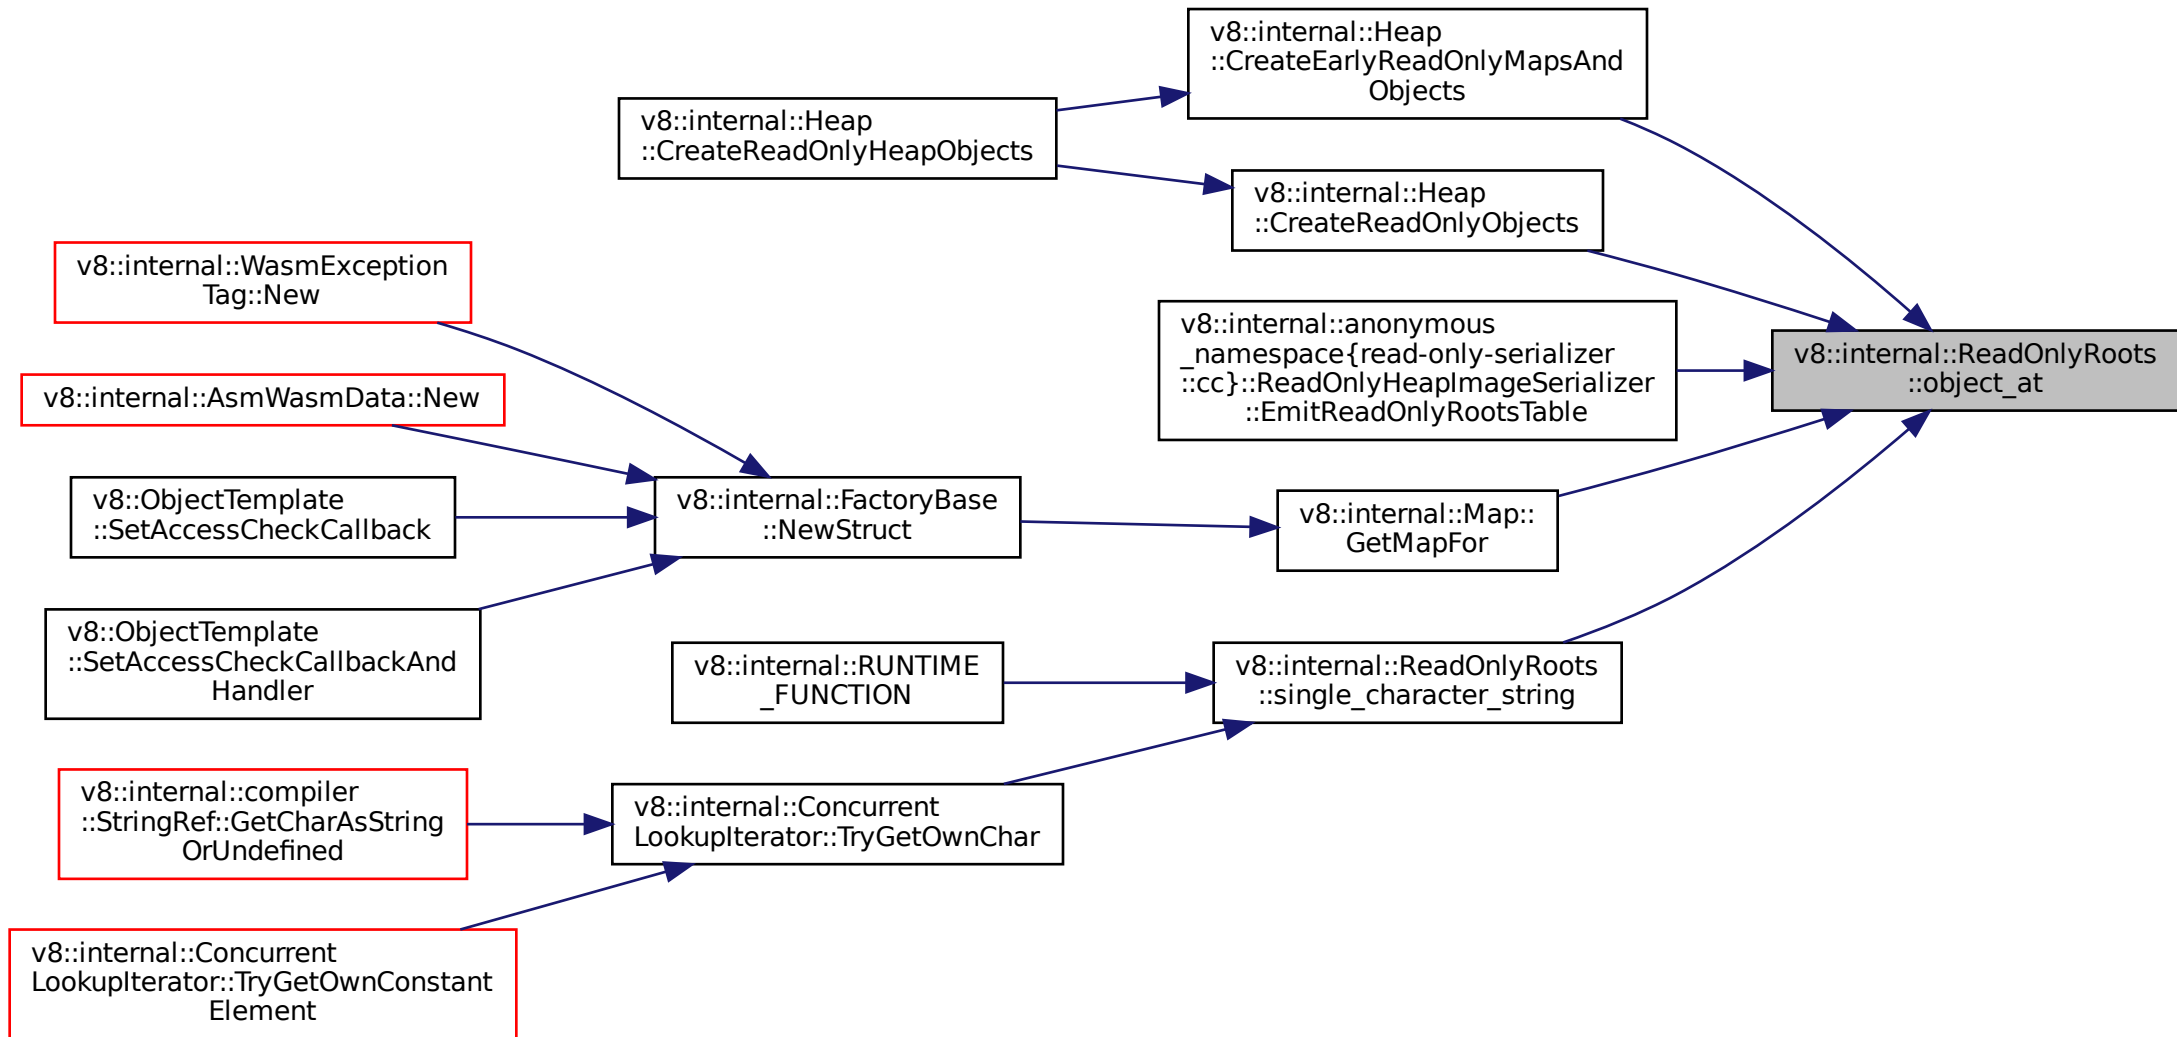 v8::internal::Heap
::CreateEarlyReadOnlyMapsAnd
Objects
v8::internal::Heap
::CreateReadOnlyHeapObjects
v8::internal::Heap
::CreateReadOnlyObjects
v8::internal::WasmException
Tag::New
v8::internal::anonymous
_namespace{read-only-serializer
::cc}::ReadOnlyHeapImageSerializer
::EmitReadOnlyRootsTable
v8::internal::ReadOnlyRoots
::object_at
v8::internal::AsmWasmData::New
v8::ObjectTemplate
::SetAccessCheckCallback
v8::internal::FactoryBase
::NewStruct
v8::internal::Map::
GetMapFor
v8::ObjectTemplate
::SetAccessCheckCallbackAnd
Handler
v8::internal::RUNTIME
_FUNCTION
v8::internal::ReadOnlyRoots
::single_character_string
v8::internal::compiler
::StringRef::GetCharAsString
OrUndefined
v8::internal::Concurrent
LookupIterator::TryGetOwnChar
v8::internal::Concurrent
LookupIterator::TryGetOwnConstant
Element